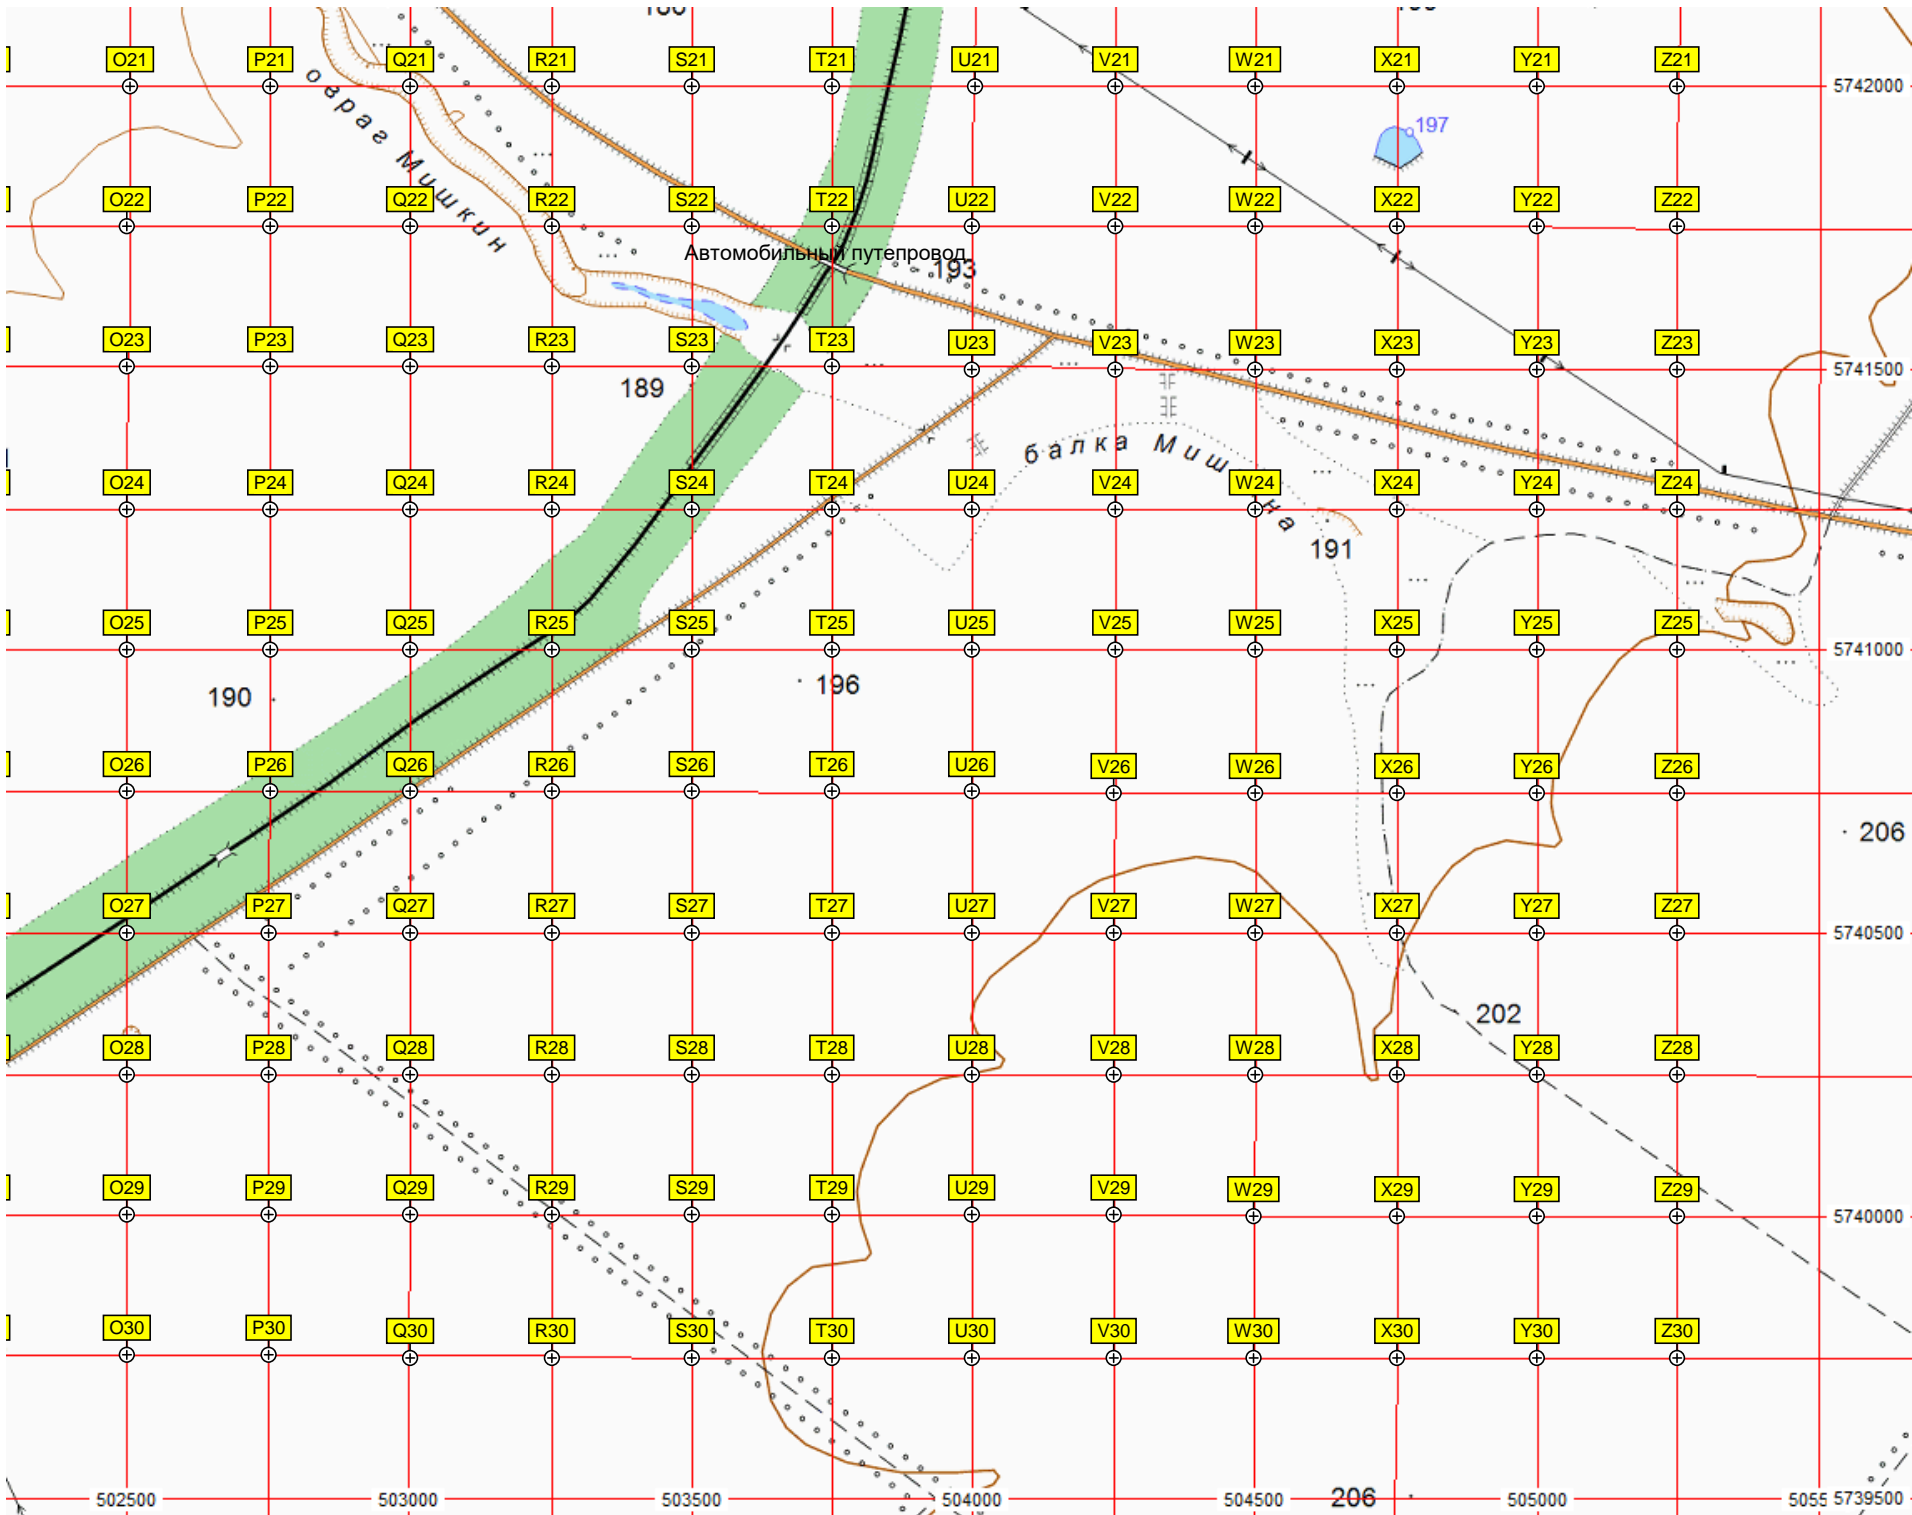 O21 P21 Q21 R21 S21 T21 U21 V21 W21 X21 Y21 Z21
5742000
овраг Мишкин
197
O22 P22 Q22 R22 S22 T22 U22 V22 W22 X22 Y22 Z22
Автомобильный путепровод
193
O23 P23 Q23 R23 S23 T23 U23 V23 W23 X23 Y23 Z23
5741500
189
балка Мишина
O24 P24 Q24 R24 S24 T24 U24 V24 W24 X24 Y24 Z24
191
O25 P25 Q25 R25 S25 T25 U25 V25 W25 X25 Y25 Z25
5741000
190
196
O26 P26 Q26 R26 S26 T26 U26 V26 W26 X26 Y26 Z26
206
O27 P27 Q27 R27 S27 T27 U27 V27 W27 X27 Y27 Z27
5740500
202
O28 P28 Q28 R28 S28 T28 U28 V28 W28 X28 Y28 Z28
O29 P29 Q29 R29 S29 T29 U29 V29 W29 X29 Y29 Z29
5740000
O30 P30 Q30 R30 S30 T30 U30 V30 W30 X30 Y30 Z30
502500 503000 503500 504000 504500 206 505000 5055 5739500